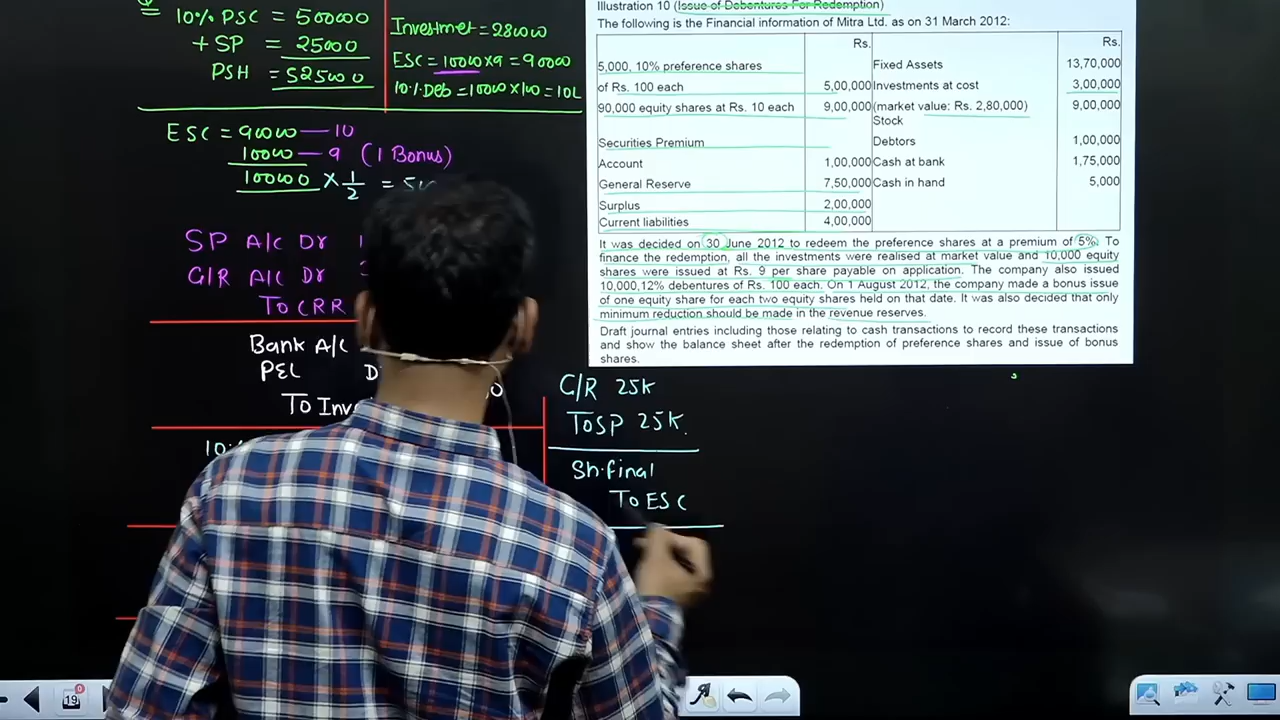 10% PSC = 500000
+ SP = 25000
PSH = 525000
Investmet = 280000
ESC = 10000x9 = 90000
10.1. Deb = 10000 x 100 = 10L
ESC = 90000 — 10
10000 — 9 (1 Bonus)
100000 × 1/2 =
SP A/c Dr
G/R A/c Dr
To CRR
Bank A/c
PEL
To Inve
G/R 25K
To SP 25K.
Sh. final
To ESC
Illustration 10 (Issue of Debentures For Redemption)
The following is the Financial information of Mitra Ltd. as on 31 March 2012:
Rs. Rs.
5,000, 10% preference shares Fixed Assets 13,70,000
of Rs. 100 each 5,00,000 Investments at cost 3,00,000
90,000 equity shares at Rs. 10 each 9,00,000 (market value: Rs. 2,80,000) 9,00,000
Stock
Securities Premium Debtors 1,00,000
Account 1,00,000 Cash at bank 1,75,000
General Reserve 7,50,000 Cash in hand 5,000
Surplus 2,00,000
Current liabilities 4,00,000
It was decided on 30 June 2012 to redeem the preference shares at a premium of 5%. To
finance the redemption, all the investments were realised at market value and 10,000 equity
shares were issued at Rs. 9 per share payable on application. The company also issued
10,000,12% debentures of Rs. 100 each. On 1 August 2012, the company made a bonus issue
of one equity share for each two equity shares held on that date. It was also decided that only
minimum reduction should be made in the revenue reserves.
Draft journal entries including those relating to cash transactions to record these transactions
and show the balance sheet after the redemption of preference shares and issue of bonus
shares.
19